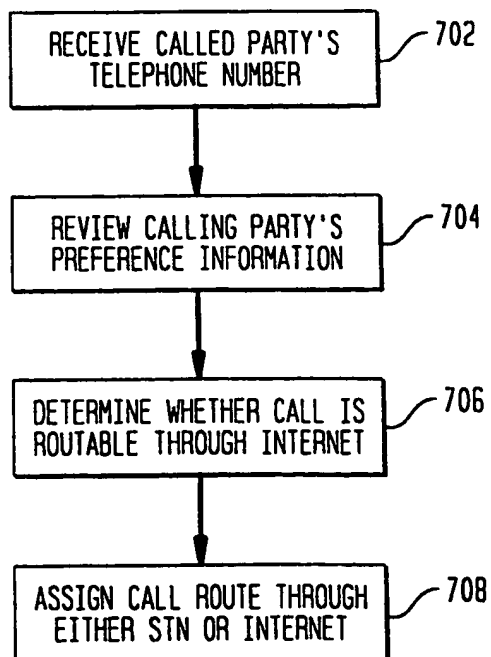 RECEIVE CALLED PARTY'S
TELEPHONE NUMBER
702
REVIEW CALLING PARTY'S
PREFERENCE INFORMATION
704
DETERMINE WHETHER CALL IS
ROUTABLE THROUGH INTERNET
706
ASSIGN CALL ROUTE THROUGH
EITHER STN OR INTERNET
708